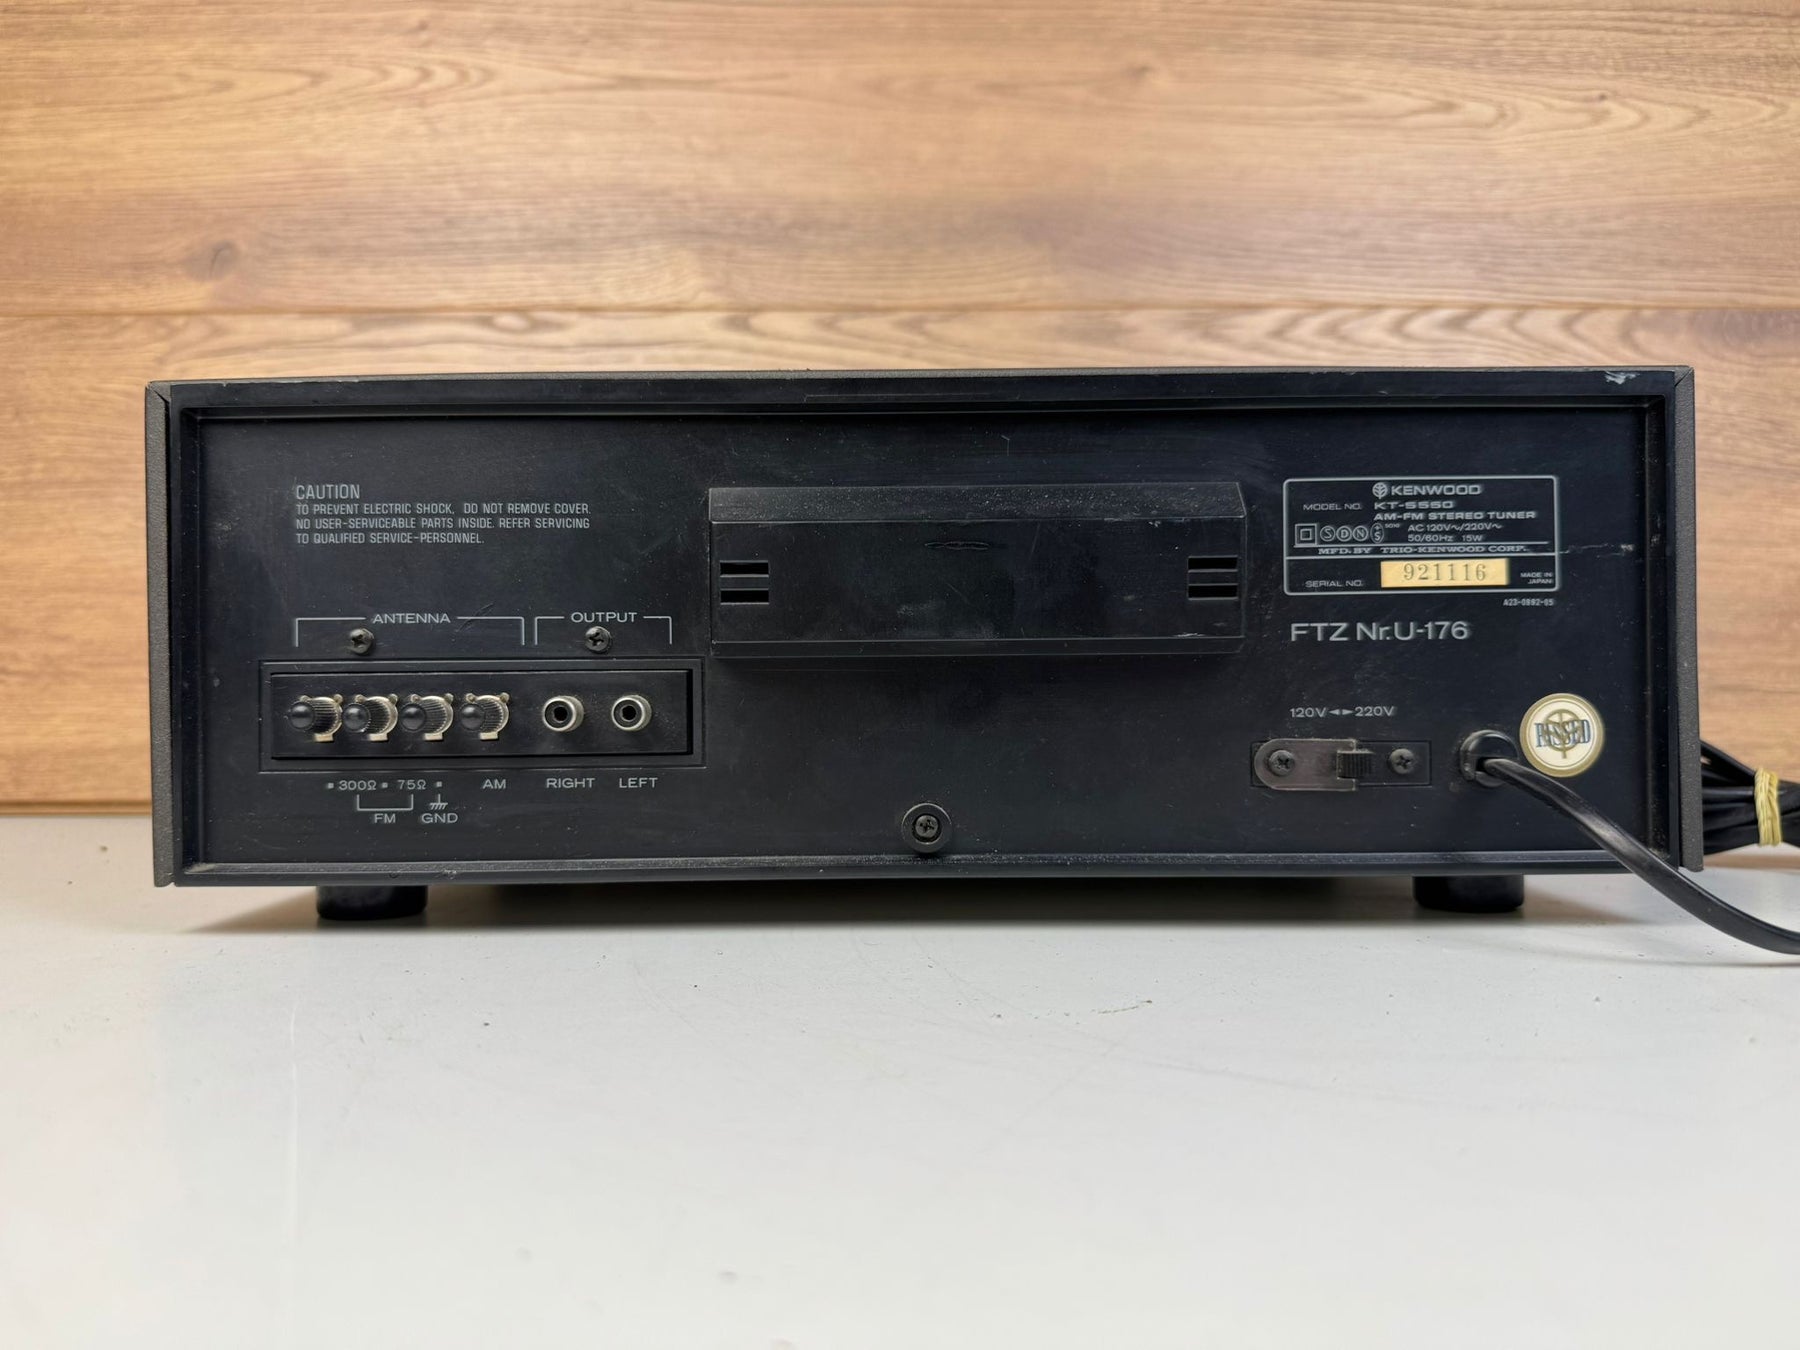 CAUTION
TO PREVENT ELECTRIC SHOCK, DO NOT REMOVE COVER.
NO USER-SERVICEABLE PARTS INSIDE. REFER SERVICING
TO QUALIFIED SERVICE-PERSONNEL.
ANTENNA
OUTPUT
300Ω 75Ω AM RIGHT LEFT
FM GND
KENWOOD
MODEL NO. KT-5550
AM-FM STEREO TUNER
S D N S AC 120V~/220V~
50/60Hz 15W
MFD. BY TRIO-KENWOOD CORP.
SERIAL NO. 921116 MADE IN JAPAN
A23-0992-05
FTZ Nr.U-176
120V 220V
PASSED